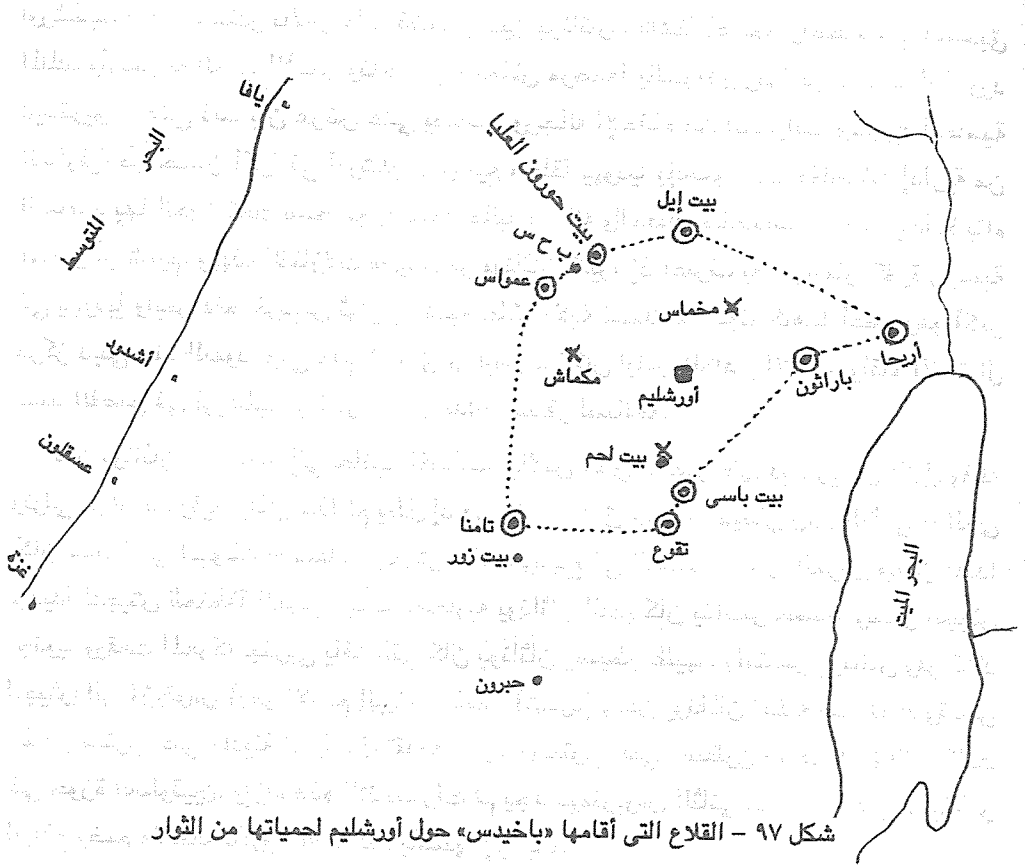 يافا
البحر
المتوسط
أشدود
عسقلون
غزة
بيت حورون العليا
ب ح س
عمواس
بيت إيل
مخماس
مكماش
أورشليم
أريحا
باراثون
بيت لحم
بيت باسى
تقوع
تامنا
بيت زور
حبرون
البحر الميت
شكل ٩٧ – القلاع التى أقامها «باخيدس» حول أورشليم لحمياتها من الثوار